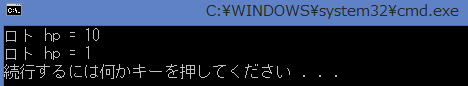 C:¥WINDOWS¥system32¥cmd.exe
ロト hp = 10
ロト hp = 1
続行するには何かキーを押してください . . .